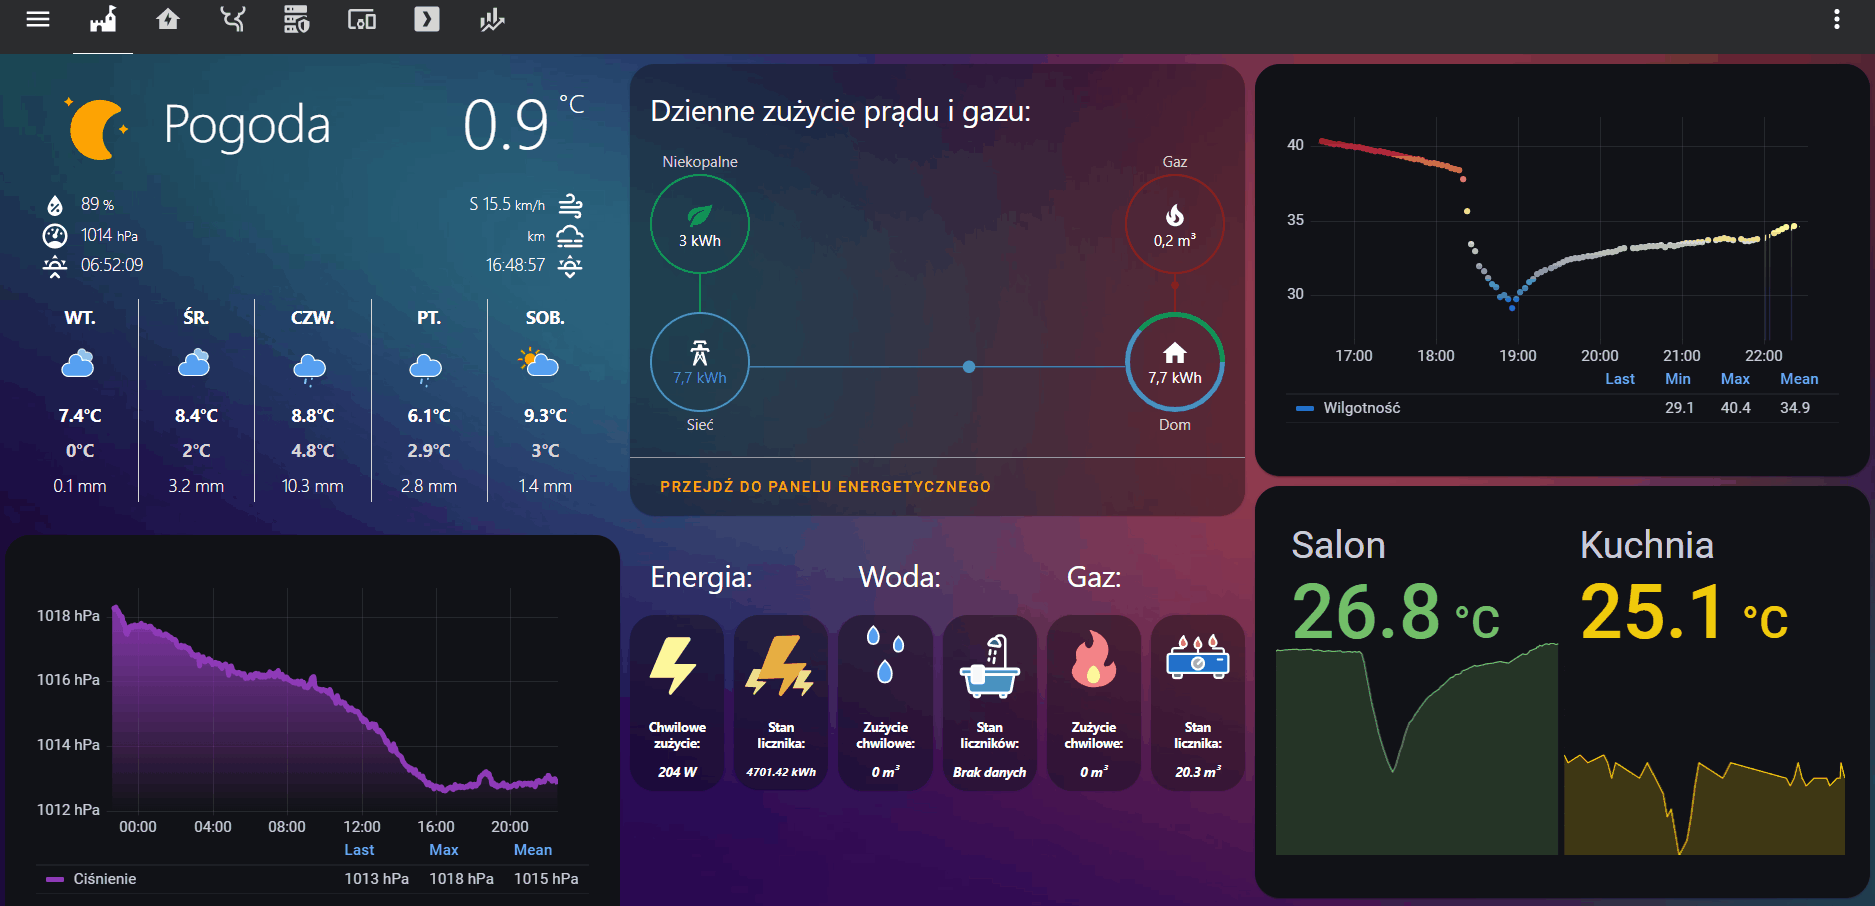 Pogoda
0.9 °C
89 %
1014 hPa
06:52:09
S 15.5 km/h
km
16:48:57
WT. ŚR. CZW. PT. SOB.
7.4°C 8.4°C 8.8°C 6.1°C 9.3°C
0°C 2°C 4.8°C 2.9°C 3°C
0.1 mm 3.2 mm 10.3 mm 2.8 mm 1.4 mm
1018 hPa
1016 hPa
1014 hPa
1012 hPa
00:00 04:00 08:00 12:00 16:00 20:00
Last Max Mean
Ciśnienie 1013 hPa 1018 hPa 1015 hPa
Dzienne zużycie prądu i gazu:
Niekopalne
3 kWh
Gaz
0,2 m³
7,7 kWh
Sieć
7,7 kWh
Dom
PRZEJDŹ DO PANELU ENERGETYCZNEGO
Energia: Woda: Gaz:
Chwilowe
zużycie:
204 W
Stan
licznika:
4701.42 kWh
Zużycie
chwilowe:
0 m³
Stan
liczników:
Brak danych
Zużycie
chwilowe:
0 m³
Stan
licznika:
20.3 m³
40
35
30
17:00 18:00 19:00 20:00 21:00 22:00
Last Min Max Mean
Wilgotność 29.1 40.4 34.9
Salon
26.8 °C
Kuchnia
25.1 °C